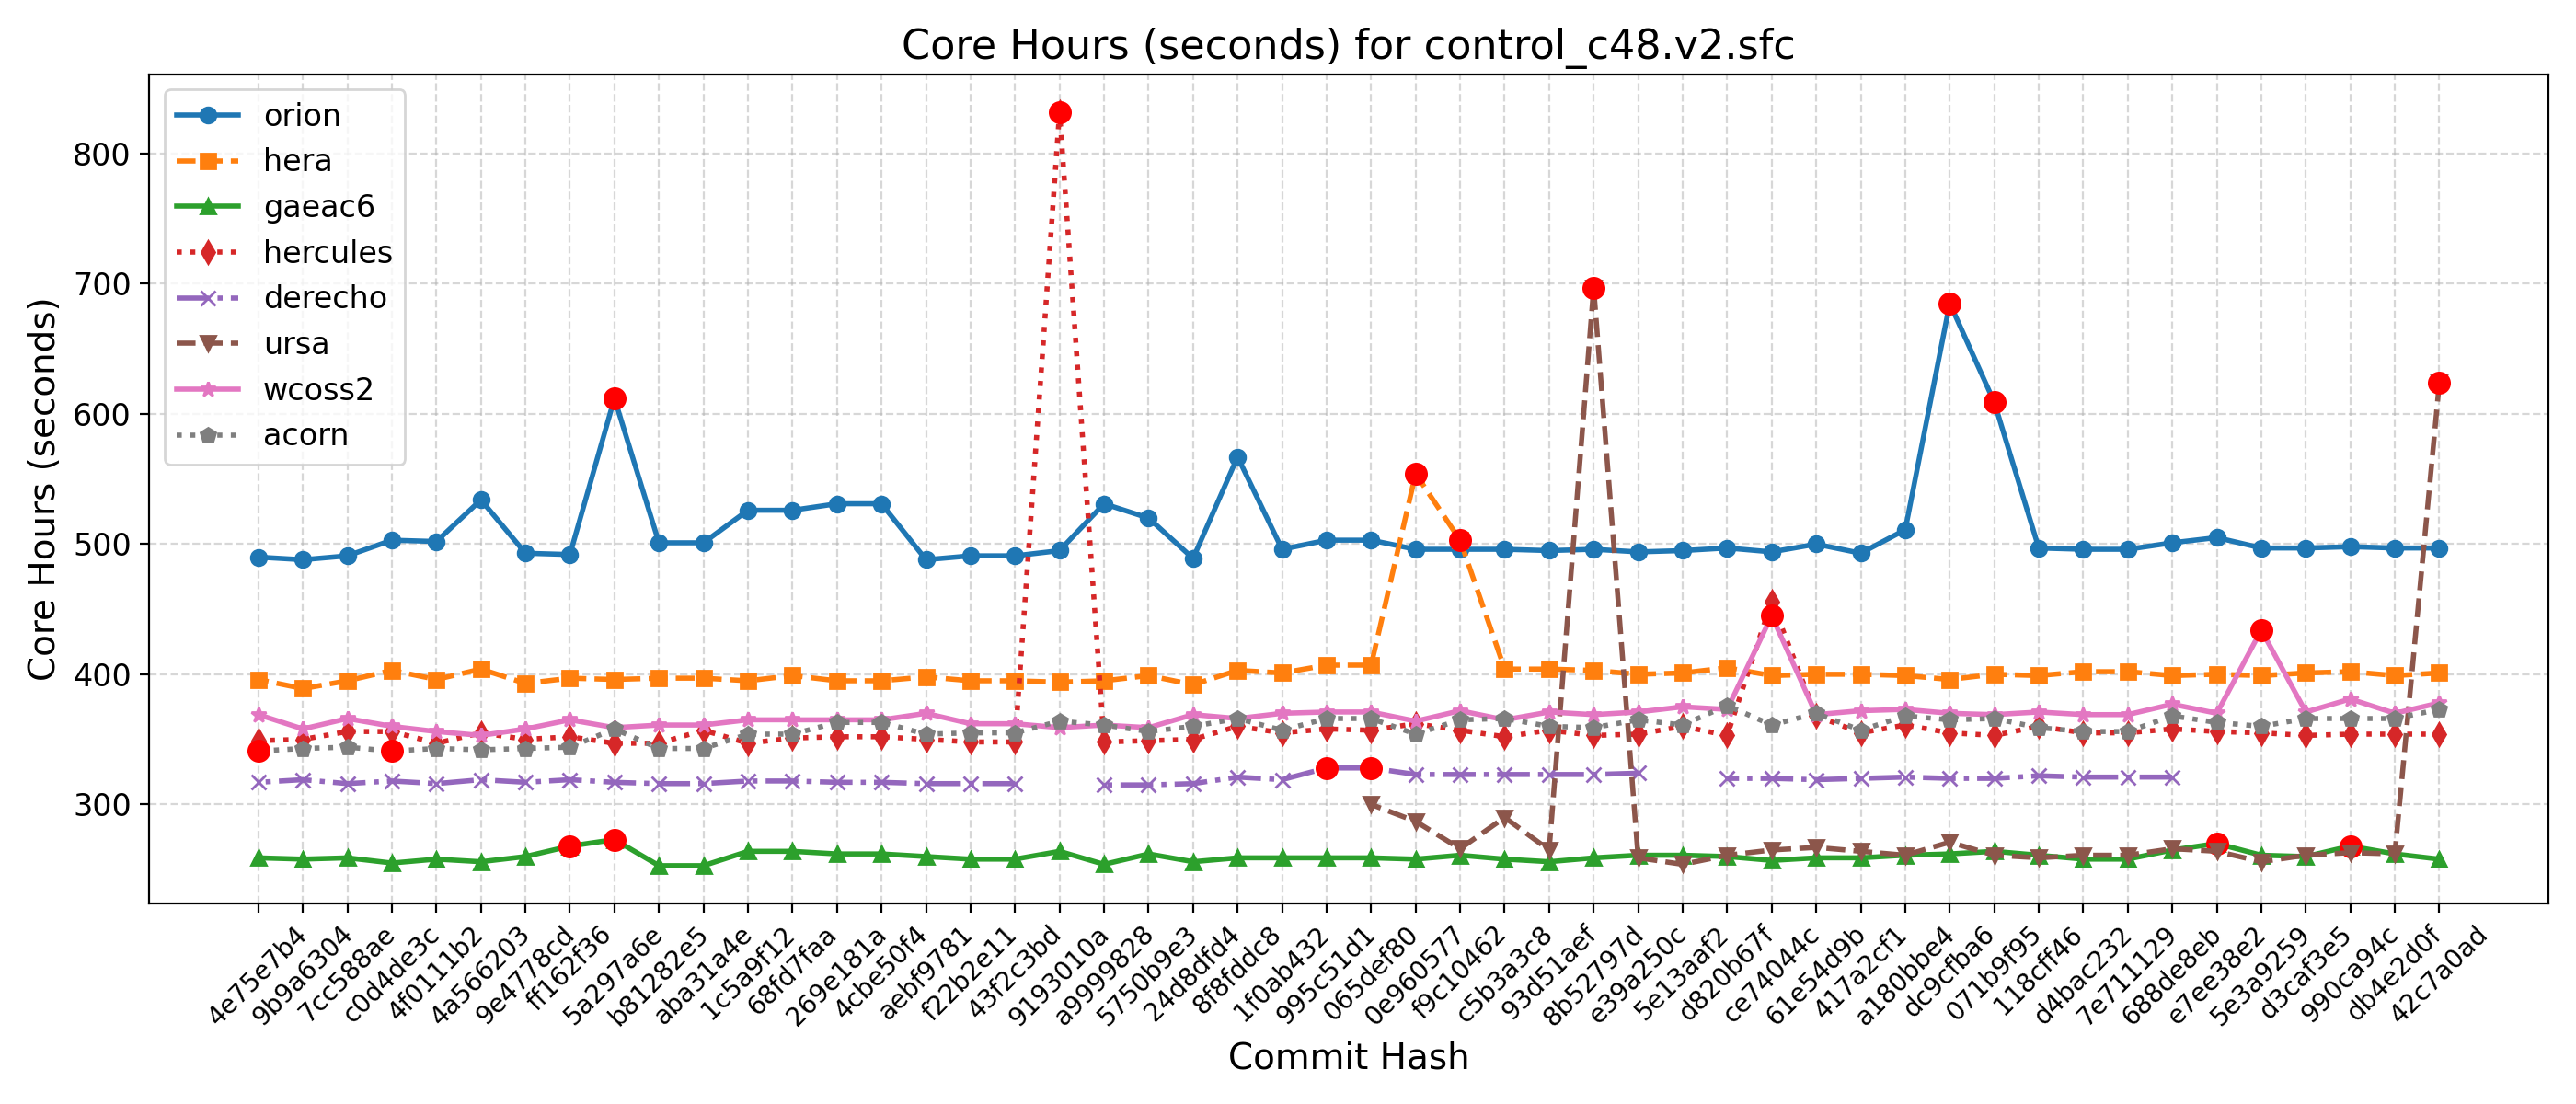 Core Hours (seconds) for control_c48.v2.sfc
Core Hours (seconds)
800
700
600
500
400
300
orion
hera
gaeac6
hercules
derecho
ursa
wcoss2
acorn
4e75e7b4
9b9a6304
7cc588ae
c0d4de3c
4f0111b2
4a566203
9e4778cd
ff162f36
5a297a6e
b81282e5
aba31a4e
1c5a9f12
68fd7faa
269e181a
4cbe50f4
aebf9781
f22b2e11
43f2c3bd
9193010a
a9999828
5750b9e3
24d8dfd4
8f8fddc8
1f0ab432
995c51d1
065def80
0e960577
f9c10462
c5b3a3c8
93d51aef
8b52797d
e39a250c
5e13aaf2
d820b67f
ce74044c
61e54d9b
417a2cf1
a180bbe4
dc9cfba6
071b9f95
118cff46
d4bac232
7e711129
688de8eb
e7ee38e2
5e3a9259
d3caf3e5
990ca94c
db4e2d0f
42c7a0ad
Commit Hash